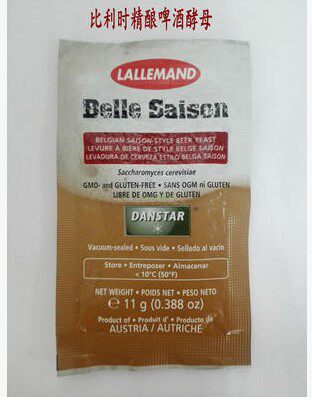 比利时精酿啤酒酵母
LALLEMAND
Belle Saison
BELGIAN SAISON-STYLE BEER YEAST
LEVURE À BIÈRE DE STYLE BELGE SAISON
LEVADURA DE CERVEZA ESTILO BELGA SAISON
Saccharomyces cerevisiae
GMO- and GLUTEN-FREE • SANS OGM ni GLUTEN
LIBRE DE OMG Y DE GLUTEN
DANSTAR
Vacuum-sealed • Sous vide • Sellado al vacio
Store • Entreposer • Almacenar
< 10°C (50°F)
NET WEIGHT • POIDS NET • PESO NETO
℮ 11 g (0.388 oz)
Product of • Produit d' • Producto de
AUSTRIA / AUTRICHE